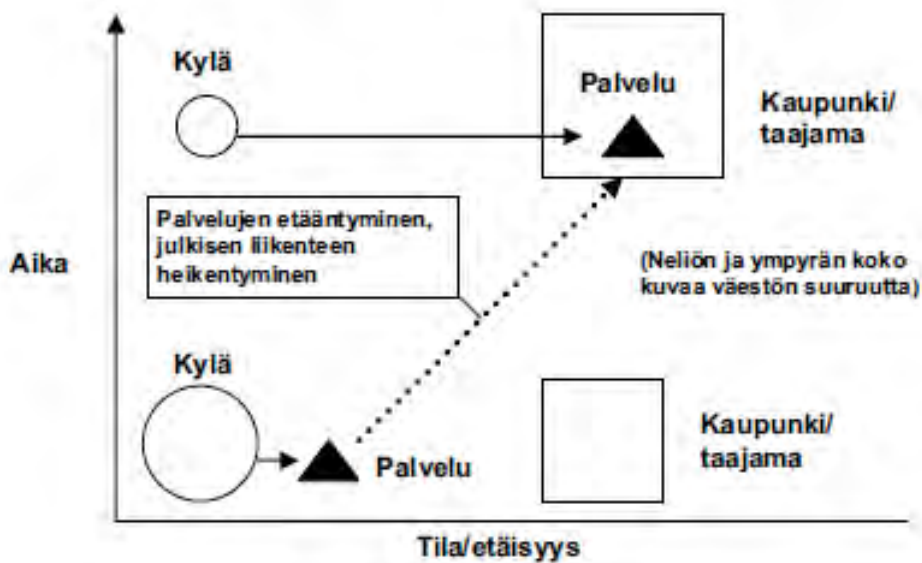 Kylä
Palvelu
Kaupunki/
taajama
Palvelujen etääntyminen,
julkisen liikenteen
heikentyminen
Aika
(Neliön ja ympyrän koko
kuvaa väestön suuruutta)
Kylä
Palvelu
Kaupunki/
taajama
Tila/etäisyys